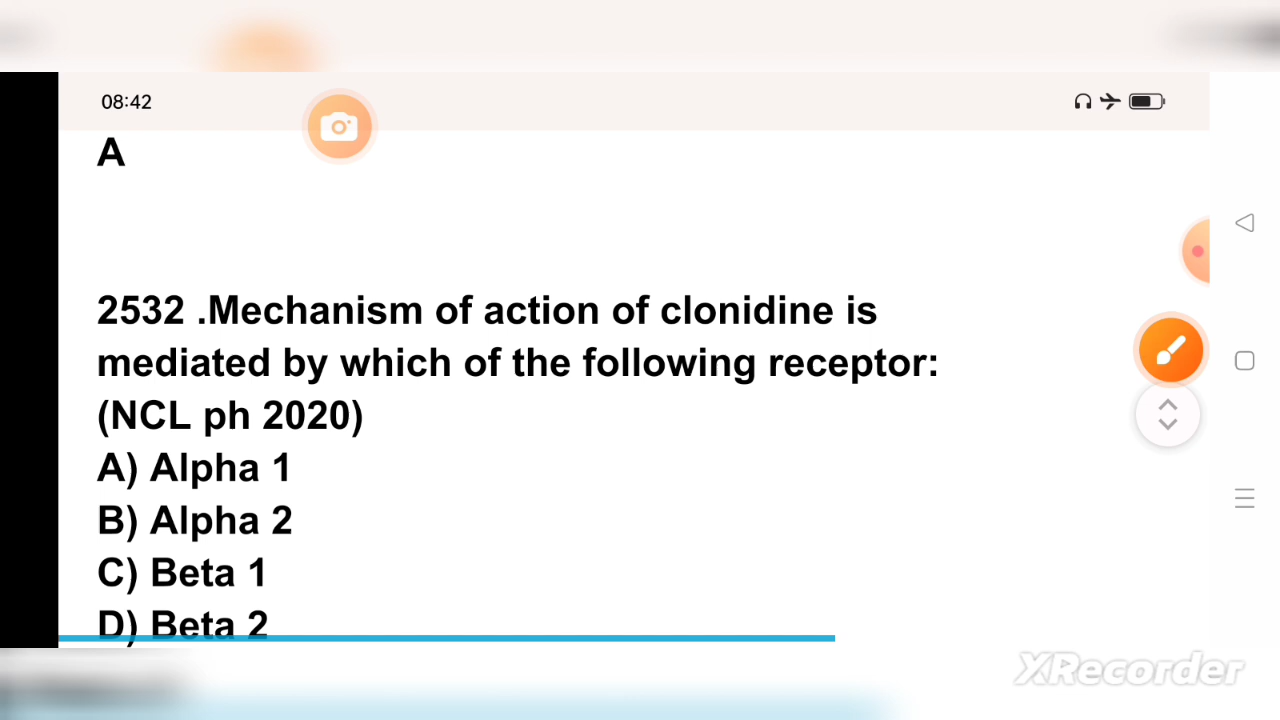 08:42
A
2532 .Mechanism of action of clonidine is
mediated by which of the following receptor:
(NCL ph 2020)
A) Alpha 1
B) Alpha 2
C) Beta 1
D) Beta 2
XRecorder